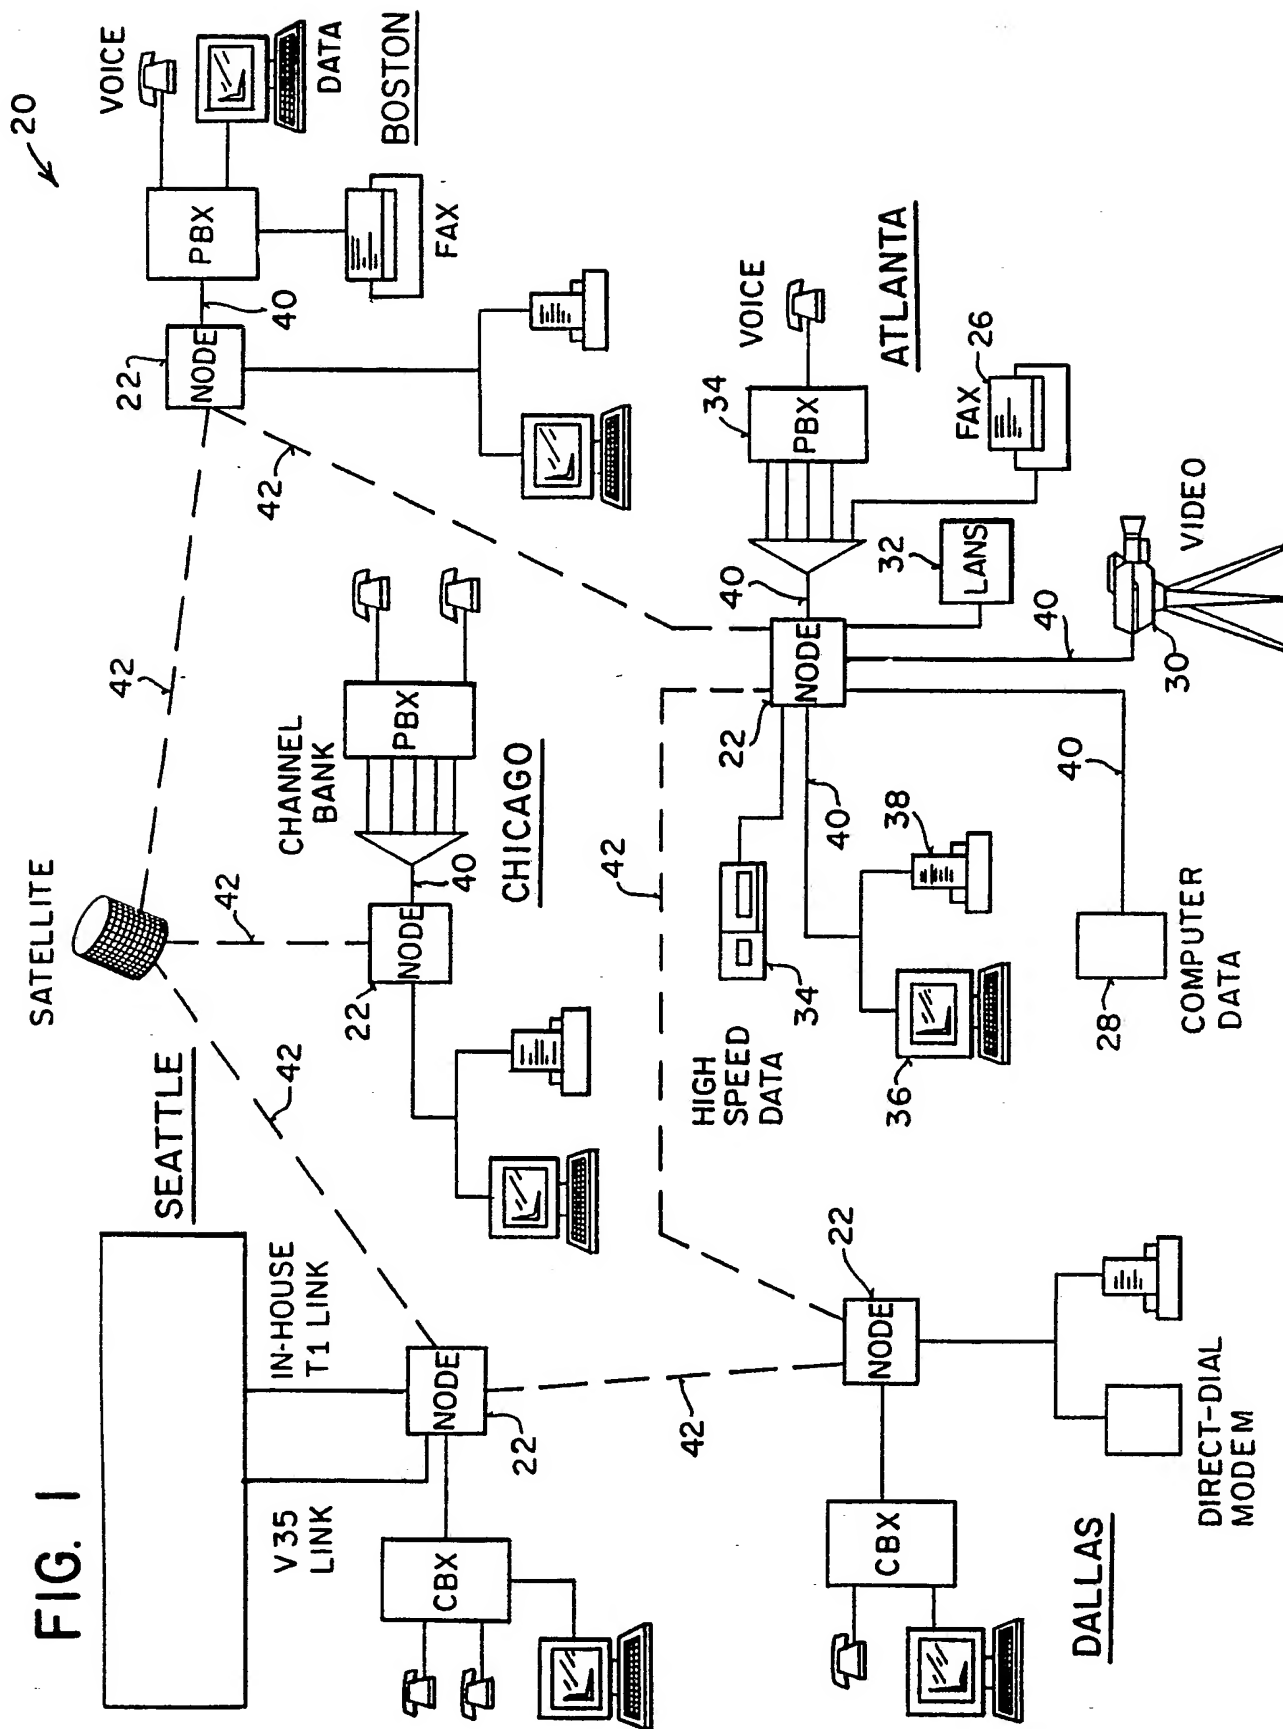 FIG. 1
20
SATELLITE
SEATTLE
V35
LINK
IN-HOUSE
T1 LINK
NODE
22
CBX
42
42
42
42
CHANNEL
BANK
NODE
22
40
PBX
CHICAGO
VOICE
DATA
BOSTON
PBX
FAX
40
NODE
22
42
42
NODE
22
CBX
DIRECT-DIAL
MODEM
DALLAS
HIGH
SPEED
DATA
34
36
38
40
COMPUTER
DATA
28
40
NODE
22
40
VIDEO
30
40
LANS
32
FAX
26
PBX
34
VOICE
ATLANTA